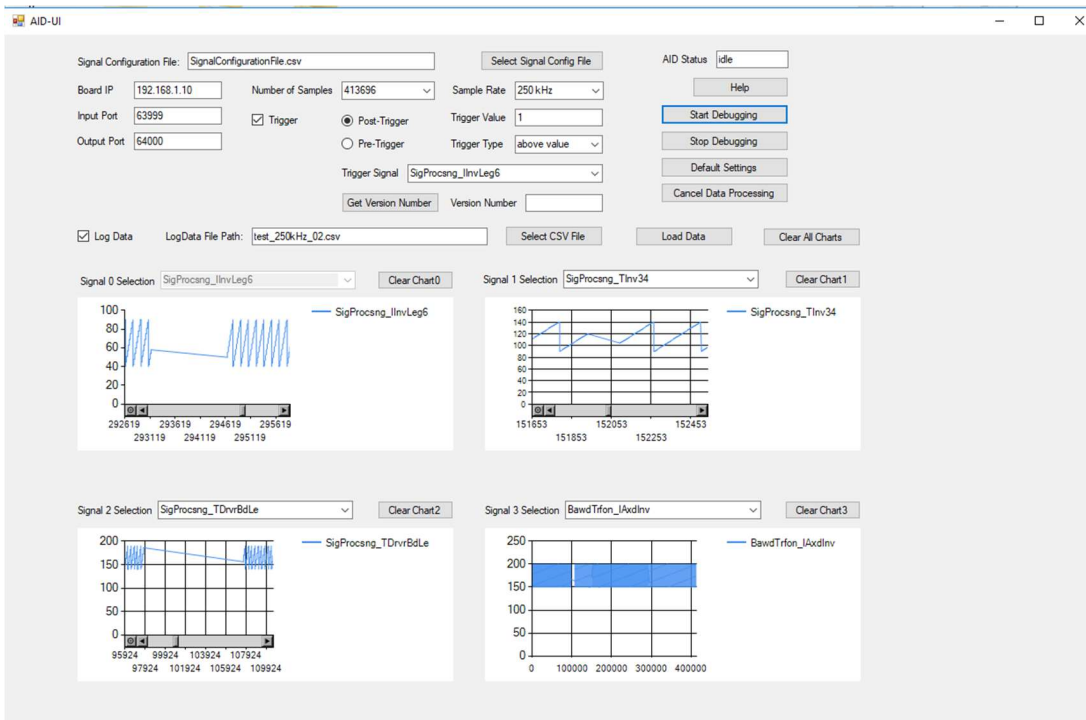 AID-UI
Signal Configuration File: SignalConfigurationFile.csv Select Signal Config File AID Status idle
Board IP 192.168.1.10 Number of Samples 413696 Sample Rate 250 kHz Help
Input Port 63999 Trigger Post-Trigger Trigger Value 1 Start Debugging
Output Port 64000 Pre-Trigger Trigger Type above value Stop Debugging
Trigger Signal SigProcsng_IInvLeg6 Default Settings
Get Version Number Version Number Cancel Data Processing
Log Data LogData File Path: test_250kHz_02.csv Select CSV File Load Data Clear All Charts
Signal 0 Selection SigProcsng_IInvLeg6 Clear Chart0 Signal 1 Selection SigProcsng_TInv34 Clear Chart1
100
80
60
40
20
0
SigProcsng_IInvLeg6
292619 293619 294619 295619
293119 294119 295119
160
140
120
100
80
60
40
20
0
SigProcsng_TInv34
151653 152053 152453
151853 152253
Signal 2 Selection SigProcsng_TDrvrBdLe Clear Chart2 Signal 3 Selection BawdTrfon_IAxdInv Clear Chart3
200
150
100
50
0
SigProcsng_TDrvrBdLe
95924 99924 103924 107924
97924 101924 105924 109924
250
200
150
100
50
0
BawdTrfon_IAxdInv
0 100000 200000 300000 400000